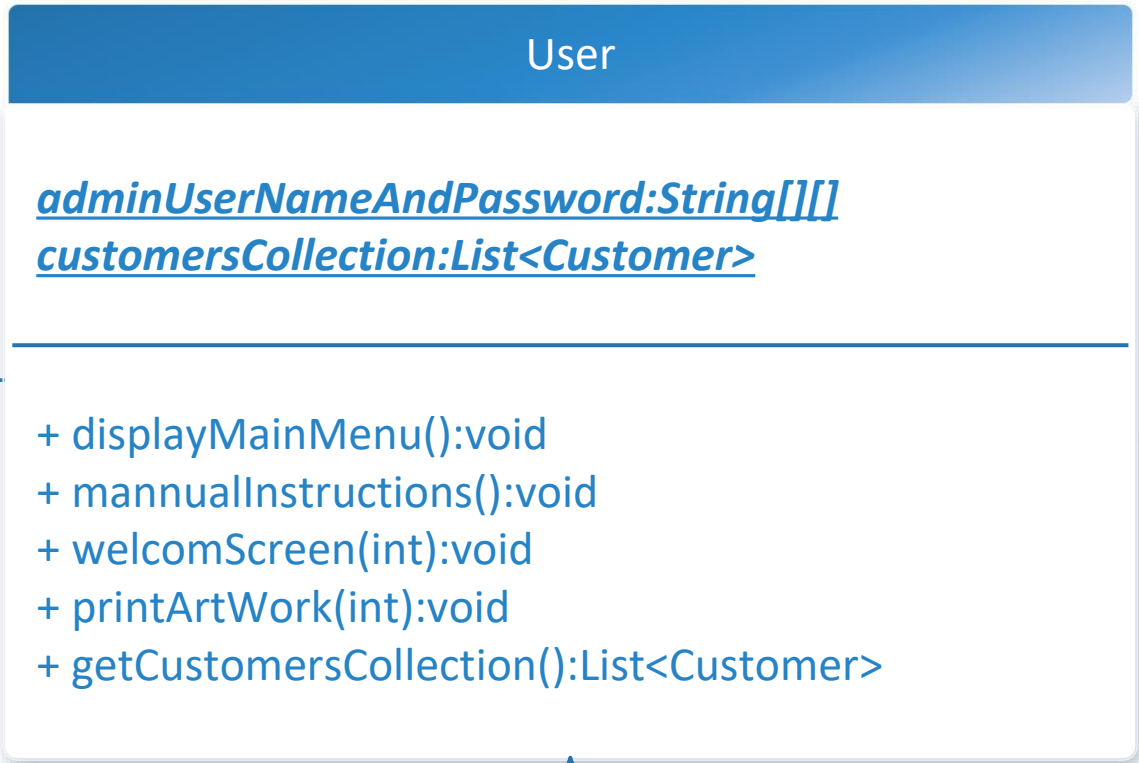 User
adminUserNameAndPassword:String[][]
customersCollection:List<Customer>
+ displayMainMenu():void
+ mannualInstructions():void
+ welcomScreen(int):void
+ printArtWork(int):void
+ getCustomersCollection():List<Customer>